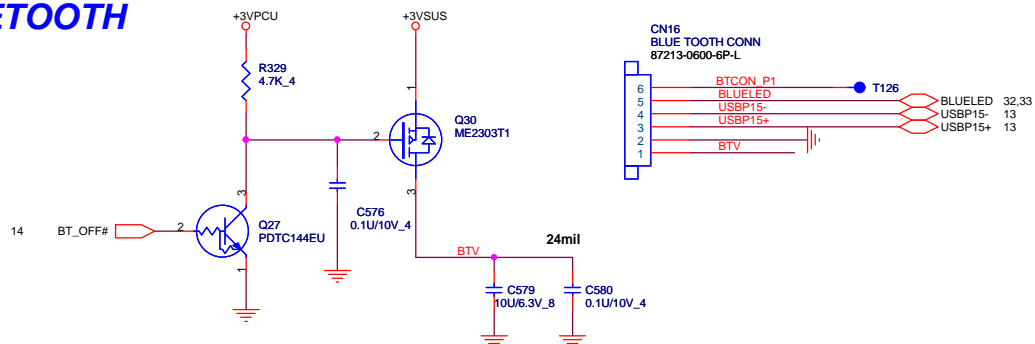 ETOOTH
+3VPCU
+3VSUS
R329
4.7K_4
1
Q30
ME2303T1
2
3
C576
0.1U/10V_4
3
Q27
PDTC144EU
2
1
14 BT_OFF#
BTV
24mil
C579
10U/6.3V_8
C580
0.1U/10V_4
CN16
BLUE TOOTH CONN
87213-0600-6P-L
6 BTCON_P1 T126
5 BLUELED BLUELED 32,33
4 USBP15- USBP15- 13
3 USBP15+ USBP15+ 13
2
1 BTV